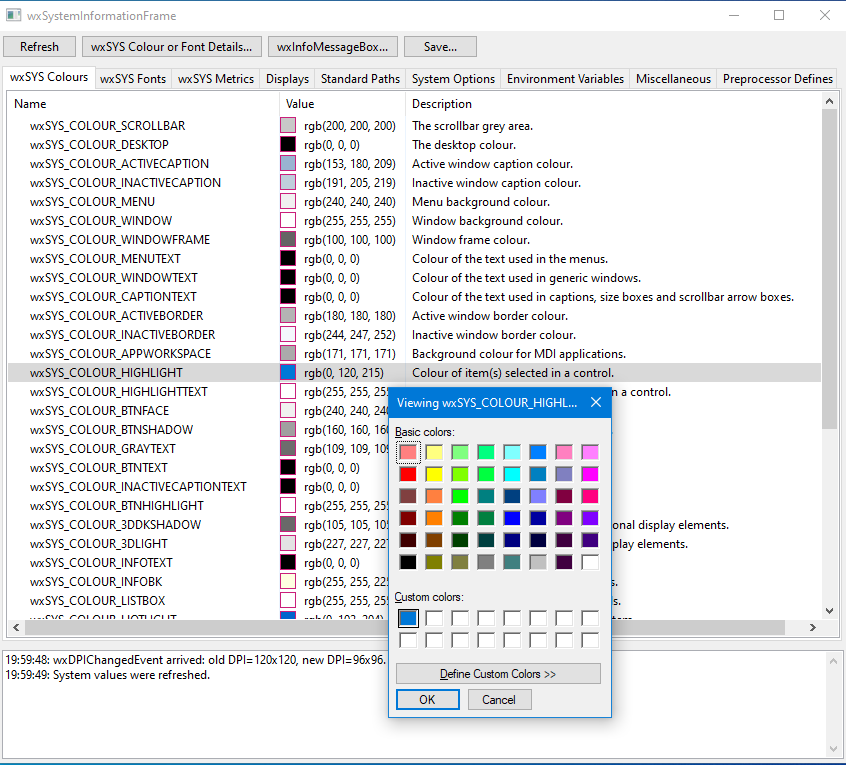 wxSystemInformationFrame
Refresh wxSYS Colour or Font Details... wxInfoMessageBox... Save...
wxSYS Colours wxSYS Fonts wxSYS Metrics Displays Standard Paths System Options Environment Variables Miscellaneous Preprocessor Defines
Name Value Description
wxSYS_COLOUR_SCROLLBAR rgb(200, 200, 200) The scrollbar grey area.
wxSYS_COLOUR_DESKTOP rgb(0, 0, 0) The desktop colour.
wxSYS_COLOUR_ACTIVECAPTION rgb(153, 180, 209) Active window caption colour.
wxSYS_COLOUR_INACTIVECAPTION rgb(191, 205, 219) Inactive window caption colour.
wxSYS_COLOUR_MENU rgb(240, 240, 240) Menu background colour.
wxSYS_COLOUR_WINDOW rgb(255, 255, 255) Window background colour.
wxSYS_COLOUR_WINDOWFRAME rgb(100, 100, 100) Window frame colour.
wxSYS_COLOUR_MENUTEXT rgb(0, 0, 0) Colour of the text used in the menus.
wxSYS_COLOUR_WINDOWTEXT rgb(0, 0, 0) Colour of the text used in generic windows.
wxSYS_COLOUR_CAPTIONTEXT rgb(0, 0, 0) Colour of the text used in captions, size boxes and scrollbar arrow boxes.
wxSYS_COLOUR_ACTIVEBORDER rgb(180, 180, 180) Active window border colour.
wxSYS_COLOUR_INACTIVEBORDER rgb(244, 247, 252) Inactive window border colour.
wxSYS_COLOUR_APPWORKSPACE rgb(171, 171, 171) Background colour for MDI applications.
wxSYS_COLOUR_HIGHLIGHT rgb(0, 120, 215) Colour of item(s) selected in a control.
wxSYS_COLOUR_HIGHLIGHTTEXT rgb(255, 255, 255 n a control.
wxSYS_COLOUR_BTNFACE rgb(240, 240, 240
wxSYS_COLOUR_BTNSHADOW rgb(160, 160, 160
wxSYS_COLOUR_GRAYTEXT rgb(109, 109, 109
wxSYS_COLOUR_BTNTEXT rgb(0, 0, 0)
wxSYS_COLOUR_INACTIVECAPTIONTEXT rgb(0, 0, 0)
wxSYS_COLOUR_BTNHIGHLIGHT rgb(255, 255, 255
wxSYS_COLOUR_3DDKSHADOW rgb(105, 105, 105 onal display elements.
wxSYS_COLOUR_3DLIGHT rgb(227, 227, 227 play elements.
wxSYS_COLOUR_INFOTEXT rgb(0, 0, 0)
wxSYS_COLOUR_INFOBK rgb(255, 255, 225 s.
wxSYS_COLOUR_LISTBOX rgb(255, 255, 255 ls.
Viewing wxSYS_COLOUR_HIGHL...
Basic colors:
Custom colors:
Define Custom Colors >>
OK Cancel
19:59:48: wxDPIChangedEvent arrived: old DPI=120x120, new DPI=96x96.
19:59:49: System values were refreshed.